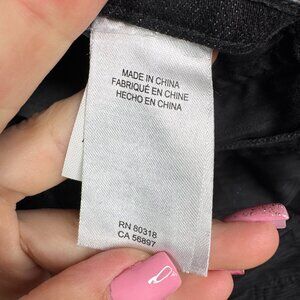 MADE IN CHINA
FABRIQUÉ EN CHINE
HECHO EN CHINA
RN 80318
CA 56897